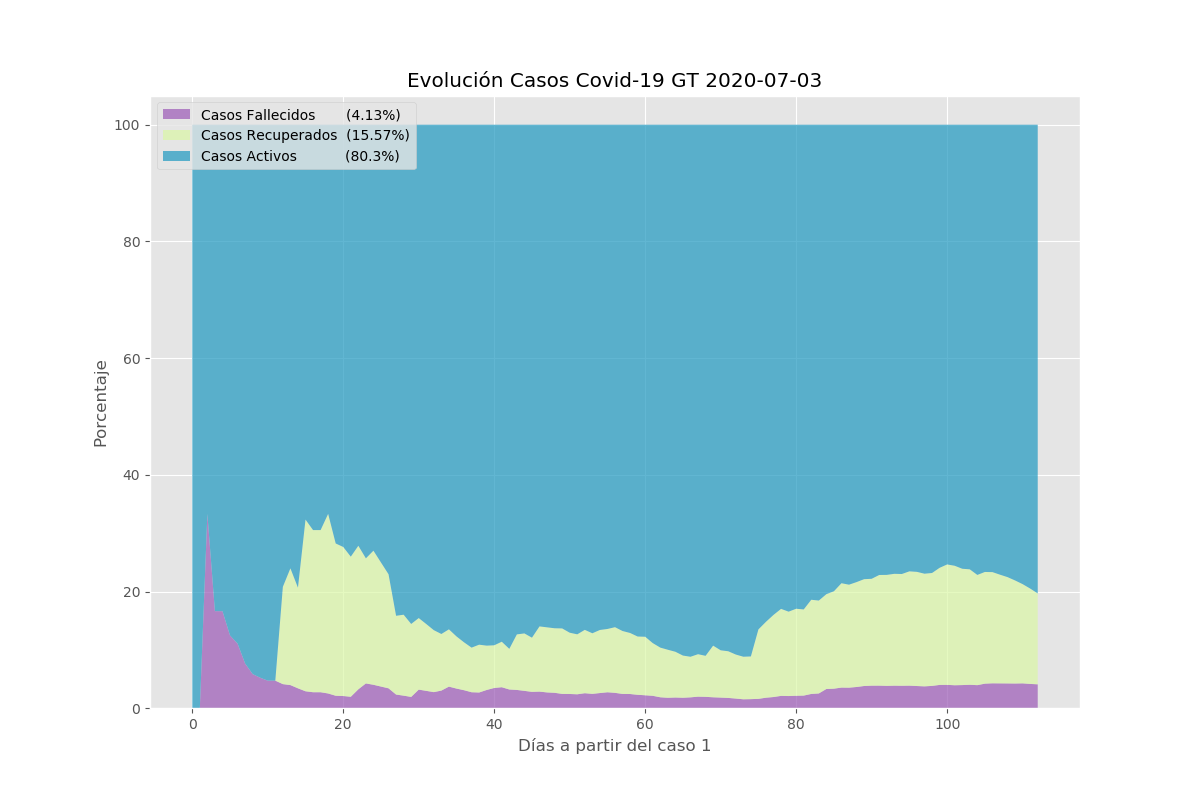 Evolución Casos Covid-19 GT 2020-07-03
Casos Fallecidos (4.13%)
Casos Recuperados (15.57%)
Casos Activos (80.3%)
100
80
60
40
20
0
Porcentaje
0 20 40 60 80 100
Días a partir del caso 1